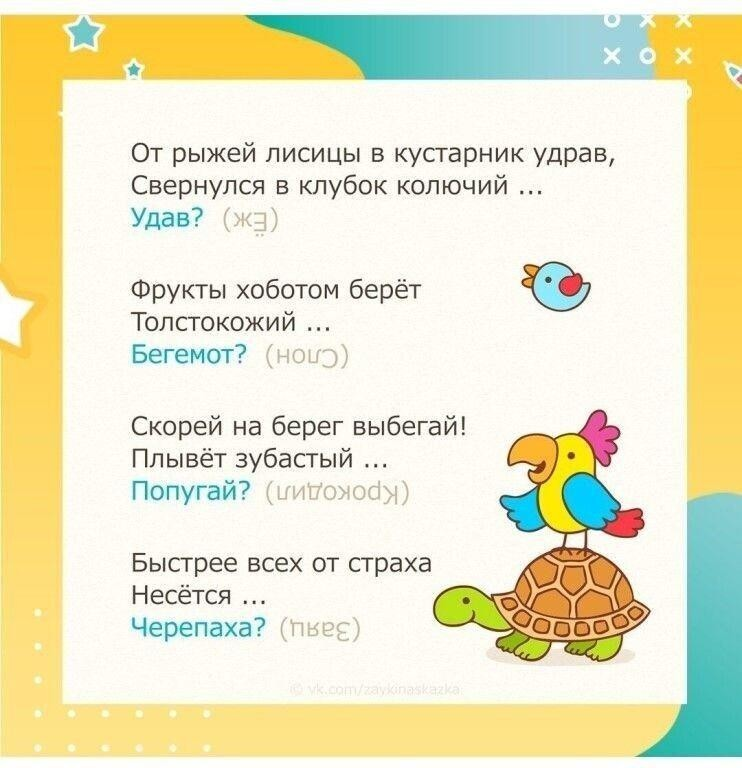 От рыжей лисицы в кустарник удрав,
Свернулся в клубок колючий ...
Удав? (Ёж)
Фрукты хоботом берёт
Толстокожий ...
Бегемот? (Слон)
Скорей на берег выбегай!
Плывёт зубастый ...
Попугай? (Крокодил)
Быстрее всех от страха
Несётся ...
Черепаха? (Заяц)
© vk.com/zaykinaskazka